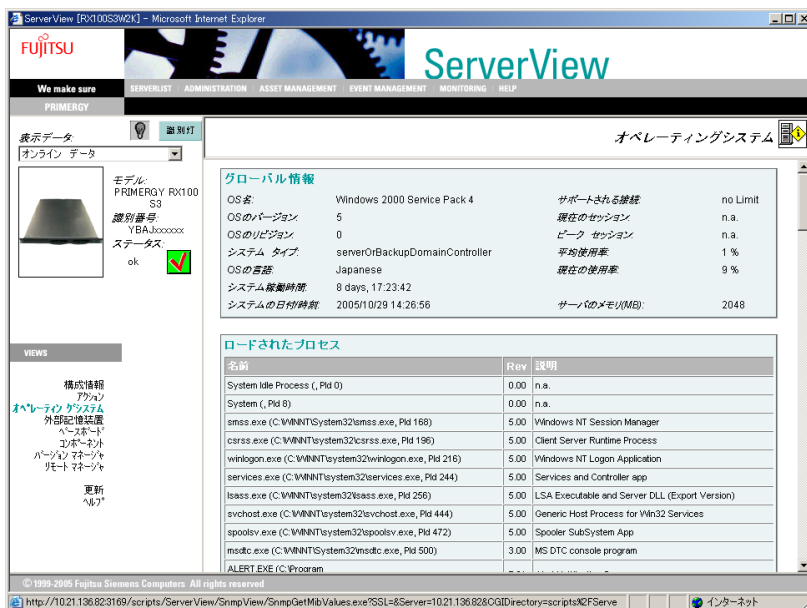 ServerView [RX100S3W2K] - Microsoft Internet Explorer
FUJITSU
ServerView
We make sure
SERVERLIST | ADMINISTRATION | ASSET MANAGEMENT | EVENT MANAGEMENT | MONITORING | HELP
PRIMERGY
表示データ:
識別灯
オンライン データ
オペレーティングシステム
モデル:
PRIMERGY RX100 S3
識別番号:
YBAJxxxxxx
ステータス:
ok
グローバル情報
OS名: Windows 2000 Service Pack 4 サポートされる接続: no Limit
OSのバージョン: 5 現在のセッション: n.a.
OSのリビジョン: 0 ピーク セッション: n.a.
システム タイプ: serverOrBackupDomainController 平均使用率: 1 %
OSの言語: Japanese 現在の使用率: 9 %
システム稼働時間: 8 days, 17:23:42
システムの日付/時刻: 2005/10/29 14:26:56 サーバのメモリ(MB): 2048
VIEWS
構成情報
アクション
オペレーティングシステム
外部記憶装置
ベースボード
コンポーネント
バージョン マネージャ
リモート マネージャ
更新
ヘルプ
ロードされたプロセス
名前 Rev 説明
System Idle Process (, PId 0) 0.00 n.a.
System (, PId 8) 0.00 n.a.
smss.exe (C:\WINNT\System32\smss.exe, PId 168) 5.00 Windows NT Session Manager
csrss.exe (C:\WINNT\system32\csrss.exe, PId 196) 5.00 Client Server Runtime Process
winlogon.exe (C:\WINNT\system32\winlogon.exe, PId 216) 5.00 Windows NT Logon Application
services.exe (C:\WINNT\system32\services.exe, PId 244) 5.00 Services and Controller app
lsass.exe (C:\WINNT\system32\lsass.exe, PId 256) 5.00 LSA Executable and Server DLL (Export Version)
svchost.exe (C:\WINNT\system32\svchost.exe, PId 444) 5.00 Generic Host Process for Win32 Services
spoolsv.exe (C:\WINNT\system32\spoolsv.exe, PId 472) 5.00 Spooler SubSystem App
msdtc.exe (C:\WINNT\System32\msdtc.exe, PId 500) 3.00 MS DTC console program
ALERT.EXE (C:\Program
© 1999-2005 Fujitsu Siemens Computers All rights reserved
http://10.21.136.82:3169/scripts/ServerView/SnmpView/SnmpGetMibValues.exe?SSL=&Server=10.21.136.82&CGIDirectory=scripts%2FServe
インターネット